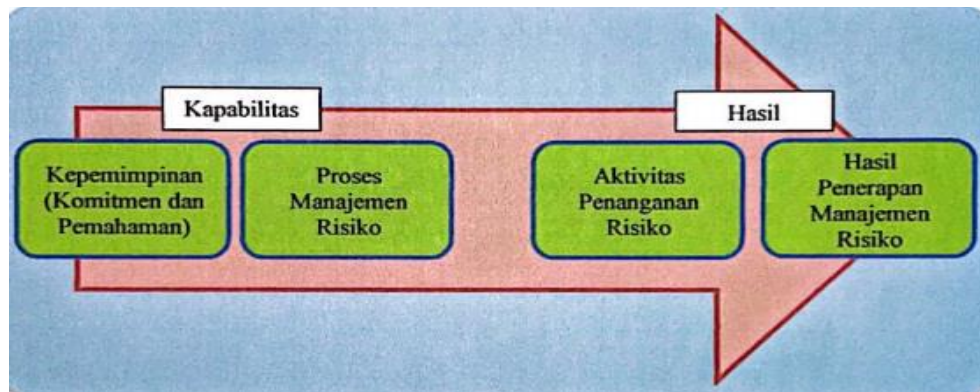 Kapabilitas
Kepemimpinan
(Komitmen dan
Pemahaman)
Proses
Manajemen
Risiko
Hasil
Aktivitas
Penanganan
Risiko
Hasil
Penerapan
Manajemen
Risiko